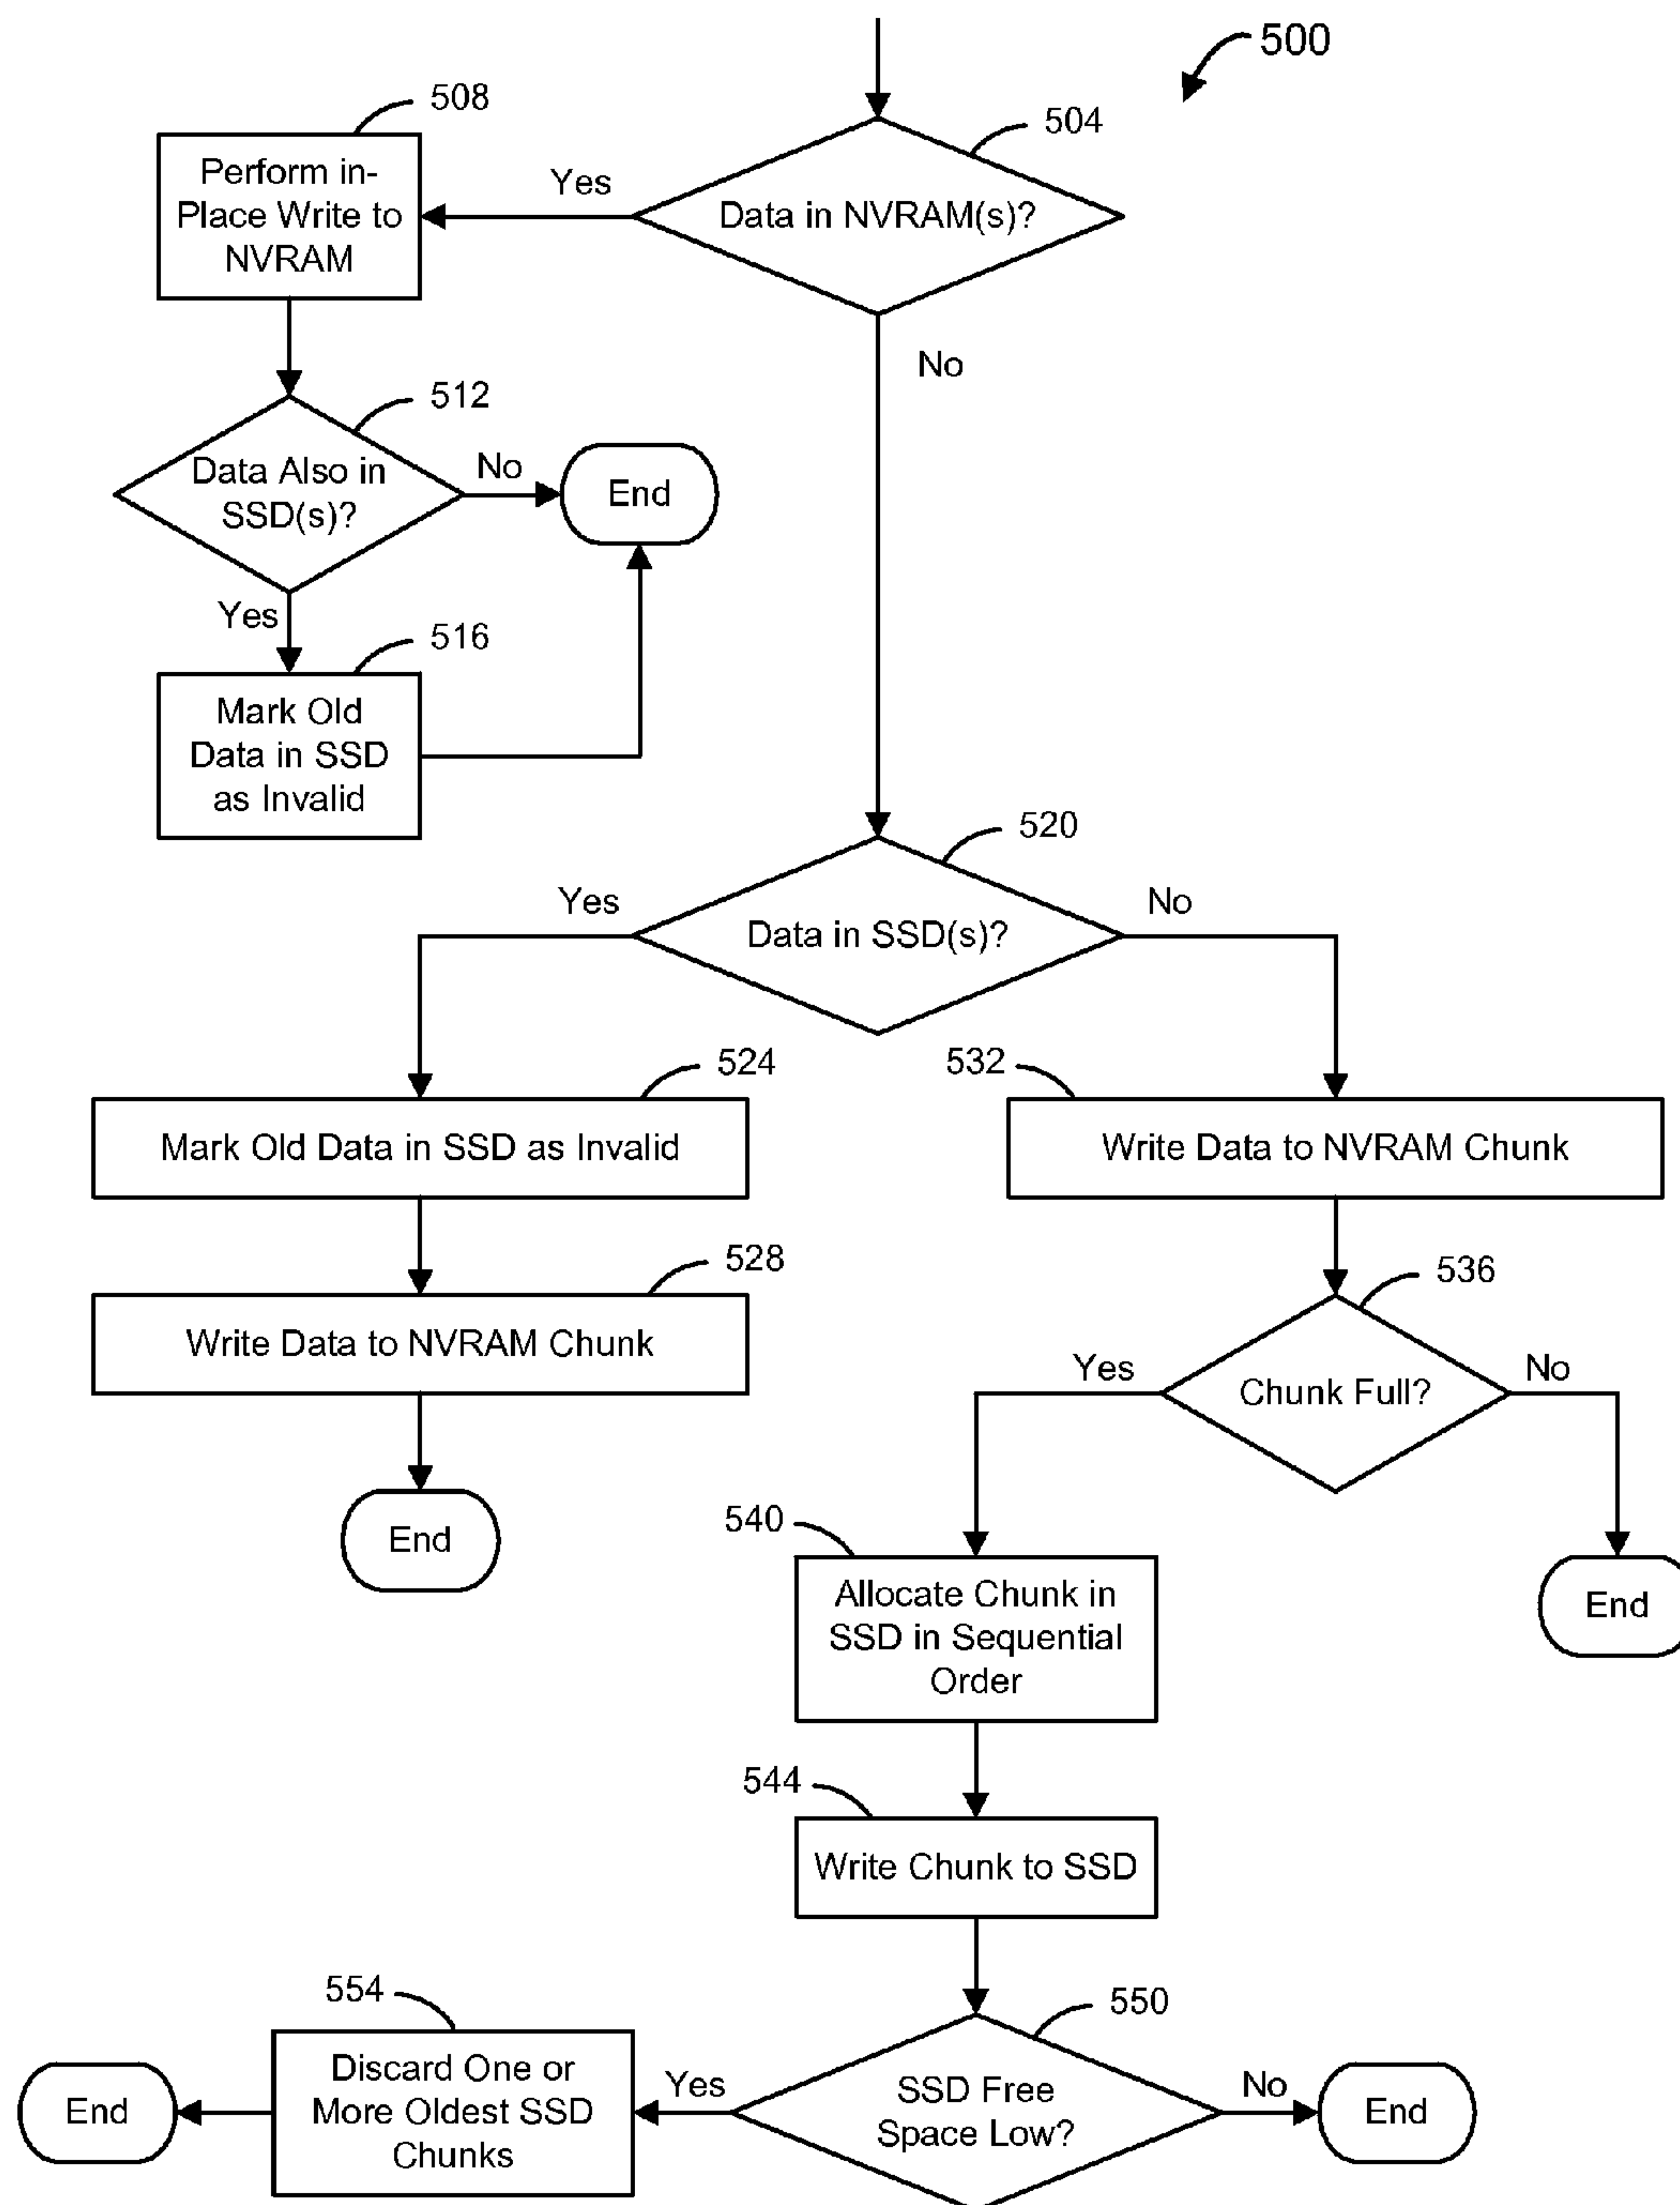 500
508
504
Perform in-
Place Write to
NVRAM
Yes
Data in NVRAM(s)?
No
512
Data Also in
SSD(s)?
No
End
Yes
516
Mark Old
Data in SSD
as Invalid
520
Yes
Data in SSD(s)?
No
524
532
Mark Old Data in SSD as Invalid
Write Data to NVRAM Chunk
528
536
Write Data to NVRAM Chunk
Yes
Chunk Full?
No
End
540
Allocate Chunk in
SSD in Sequential
Order
End
544
Write Chunk to SSD
554
550
End
Discard One or
More Oldest SSD
Chunks
Yes
SSD Free
Space Low?
No
End